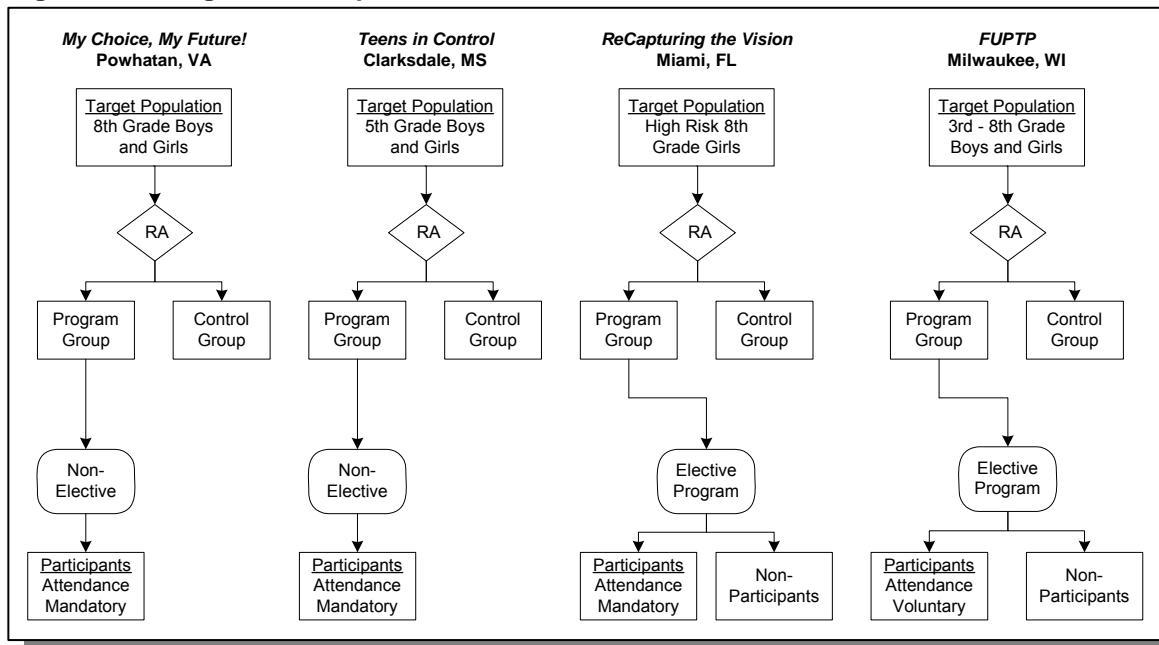 My Choice, My Future!
Powhatan, VA
Target Population
8th Grade Boys
and Girls
RA
Program
Group
Control
Group
Non-
Elective
Participants
Attendance
Mandatory
Teens in Control
Clarksdale, MS
Target Population
5th Grade Boys
and Girls
RA
Program
Group
Control
Group
Non-
Elective
Participants
Attendance
Mandatory
ReCapturing the Vision
Miami, FL
Target Population
High Risk 8th
Grade Girls
RA
Program
Group
Control
Group
Elective
Program
Participants
Attendance
Mandatory
Non-
Participants
FUPTP
Milwaukee, WI
Target Population
3rd - 8th Grade
Boys and Girls
RA
Program
Group
Control
Group
Elective
Program
Participants
Attendance
Voluntary
Non-
Participants